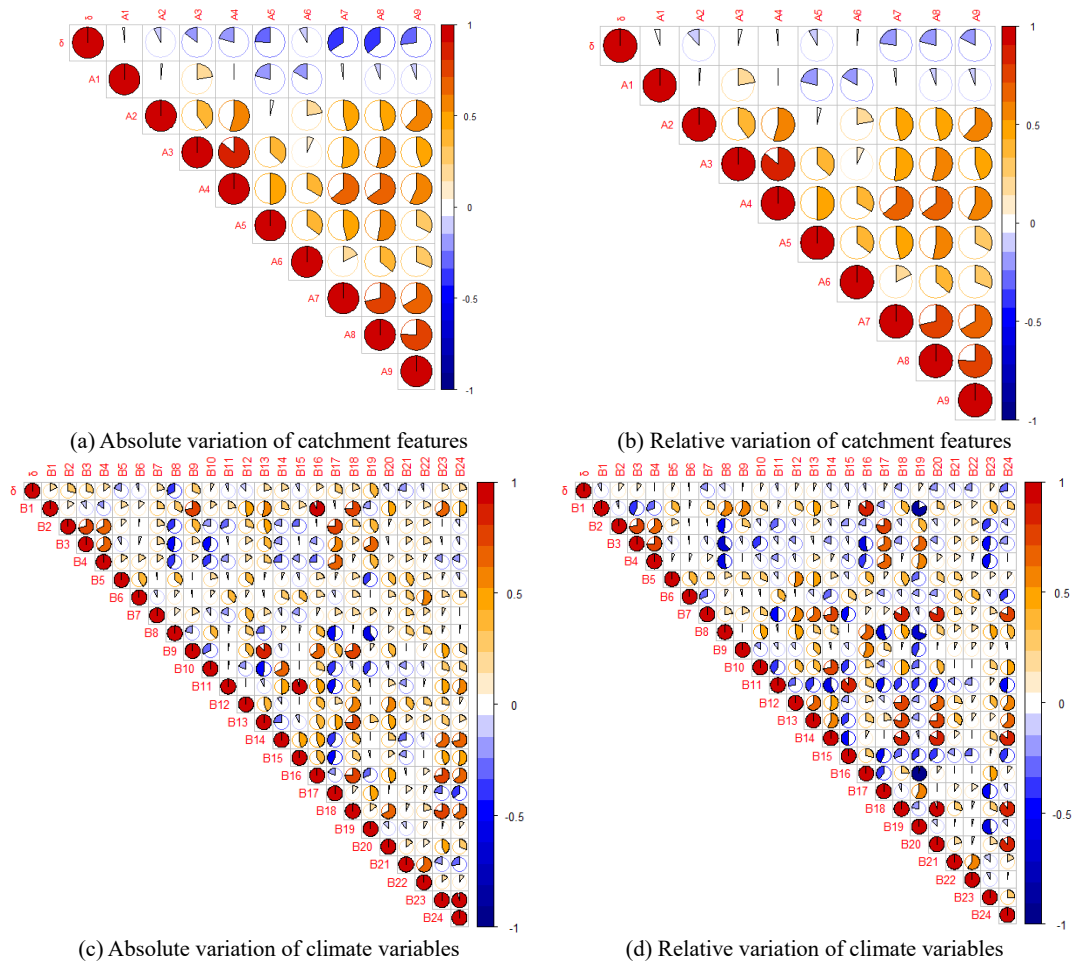 δ A1 A2 A3 A4 A5 A6 A7 A8 A9
δ
A1
A2
A3
A4
A5
A6
A7
A8
A9
1
0.5
0
-0.5
-1
(a) Absolute variation of catchment features
δ A1 A2 A3 A4 A5 A6 A7 A8 A9
δ
A1
A2
A3
A4
A5
A6
A7
A8
A9
1
0.5
0
-0.5
-1
(b) Relative variation of catchment features
δ B1 B2 B3 B4 B5 B6 B7 B8 B9 B10 B11 B12 B13 B14 B15 B16 B17 B18 B19 B20 B21 B22 B23 B24
δ
B1
B2
B3
B4
B5
B6
B7
B8
B9
B10
B11
B12
B13
B14
B15
B16
B17
B18
B19
B20
B21
B22
B23
B24
1
0.5
0
-0.5
-1
(c) Absolute variation of climate variables
δ B1 B2 B3 B4 B5 B6 B7 B8 B9 B10 B11 B12 B13 B14 B15 B16 B17 B18 B19 B20 B21 B22 B23 B24
δ
B1
B2
B3
B4
B5
B6
B7
B8
B9
B10
B11
B12
B13
B14
B15
B16
B17
B18
B19
B20
B21
B22
B23
B24
1
0.5
0
-0.5
-1
(d) Relative variation of climate variables